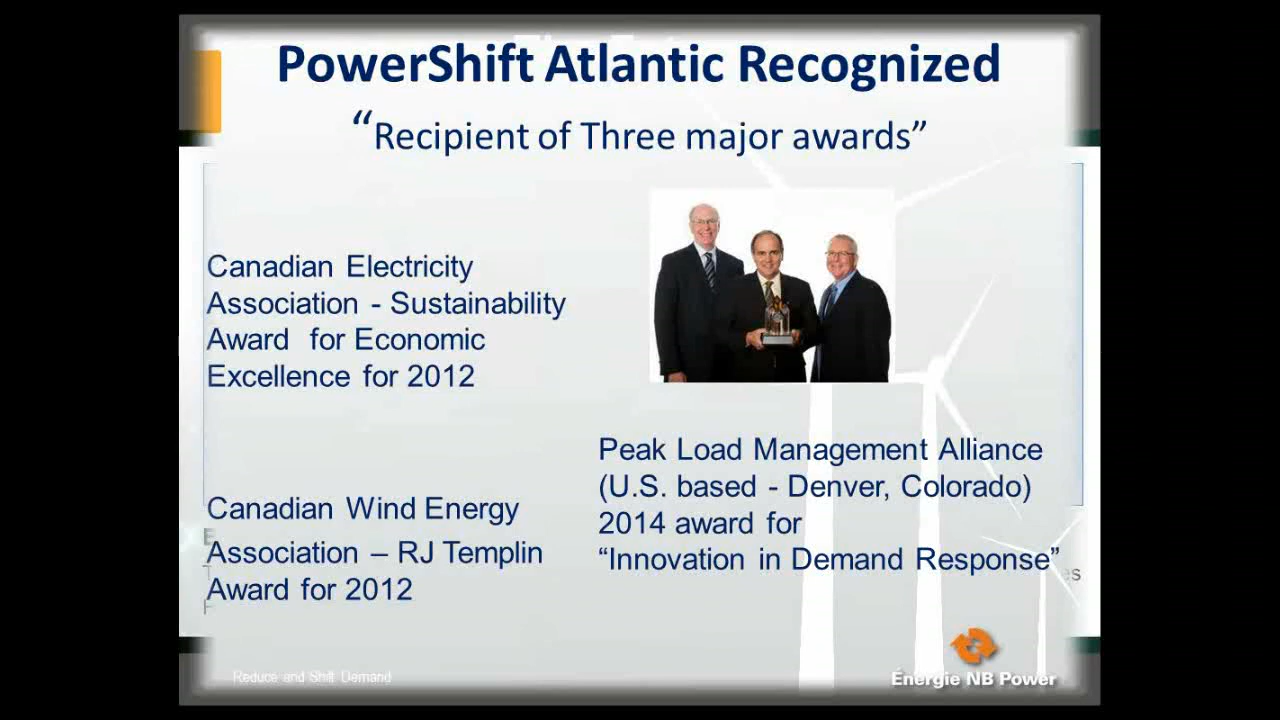 PowerShift Atlantic Recognized
“Recipient of Three major awards”
Canadian Electricity
Association - Sustainability
Award for Economic
Excellence for 2012
Canadian Wind Energy
Association – RJ Templin
Award for 2012
Peak Load Management Alliance
(U.S. based - Denver, Colorado)
2014 award for
“Innovation in Demand Response”
Reduce and Shift Demand
Énergie NB Power